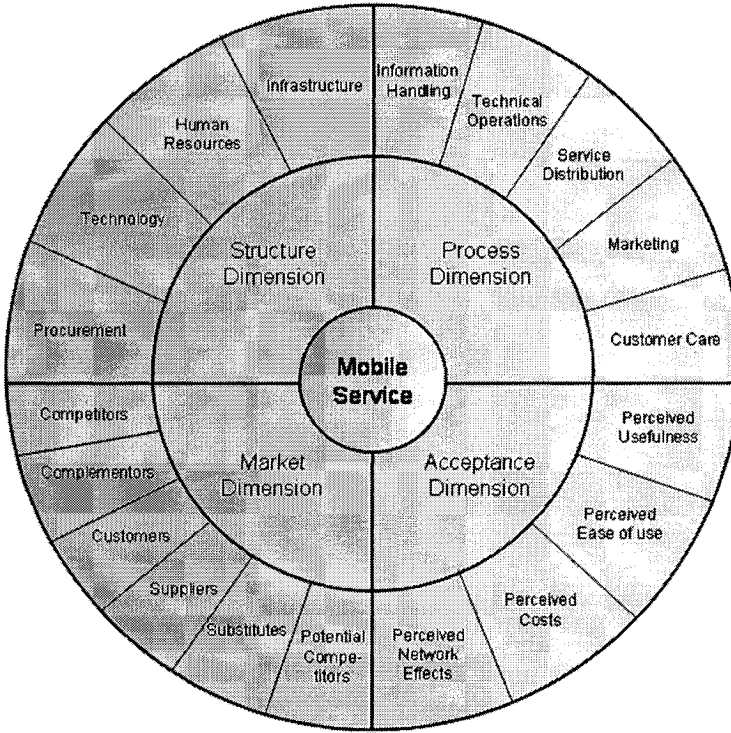 Infrastructure
Information
Handling
Technical
Operations
Human
Resources
Service
Distribution
Technology
Marketing
Structure
Dimension
Process
Dimension
Procurement
Customer Care
Mobile
Service
Competitors
Perceived
Usefulness
Complementors
Market
Dimension
Acceptance
Dimension
Customers
Perceived
Ease of use
Suppliers
Perceived
Costs
Substitutes
Potential
Compe-
titors
Perceived
Network
Effects